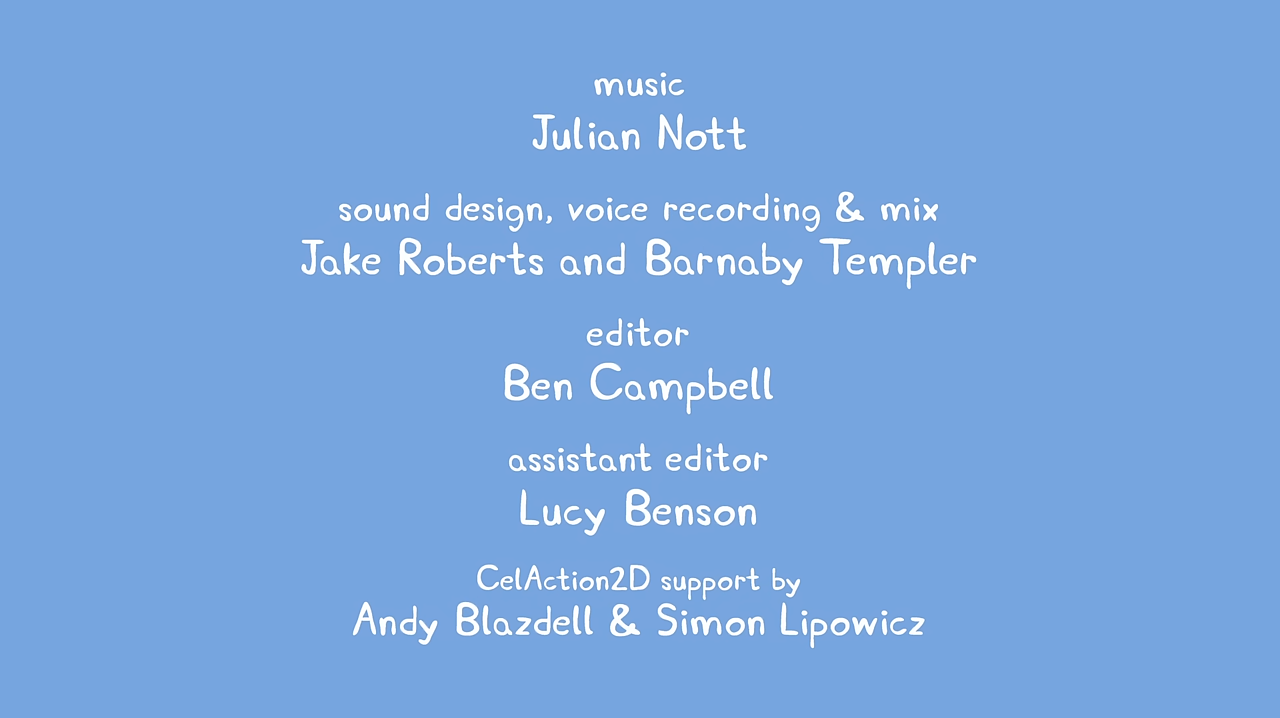 music
Julian Nott
sound design, voice recording & mix
Jake Roberts and Barnaby Templer
editor
Ben Campbell
assistant editor
Lucy Benson
CelAction2D support by
Andy Blazdell & Simon Lipowicz